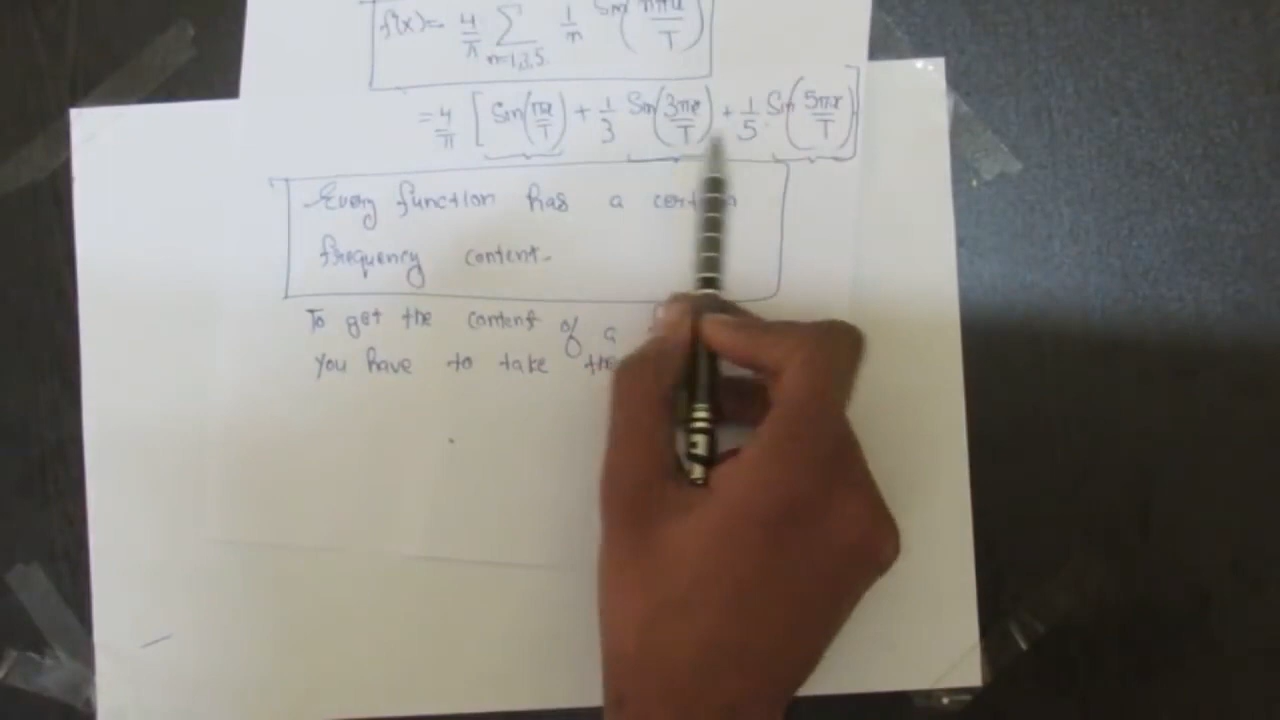 f(x) = 4/π ∑ n=1,3,5 1/n Sin(nπx/T)
= 4/π [ Sin(πx/T) + 1/3 Sin(3πx/T) + 1/5 Sin(5πx/T) ]
Every function has a
frequency content.
To get the content of a
You have to take